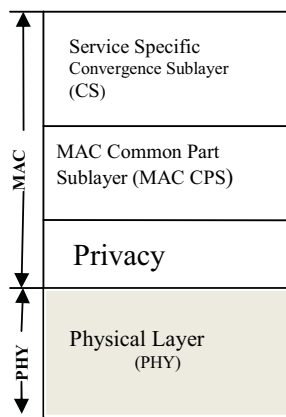 Service Specific
Convergence Sublayer
(CS)
MAC Common Part
Sublayer (MAC CPS)
Privacy
MAC
Physical Layer
(PHY)
PHY